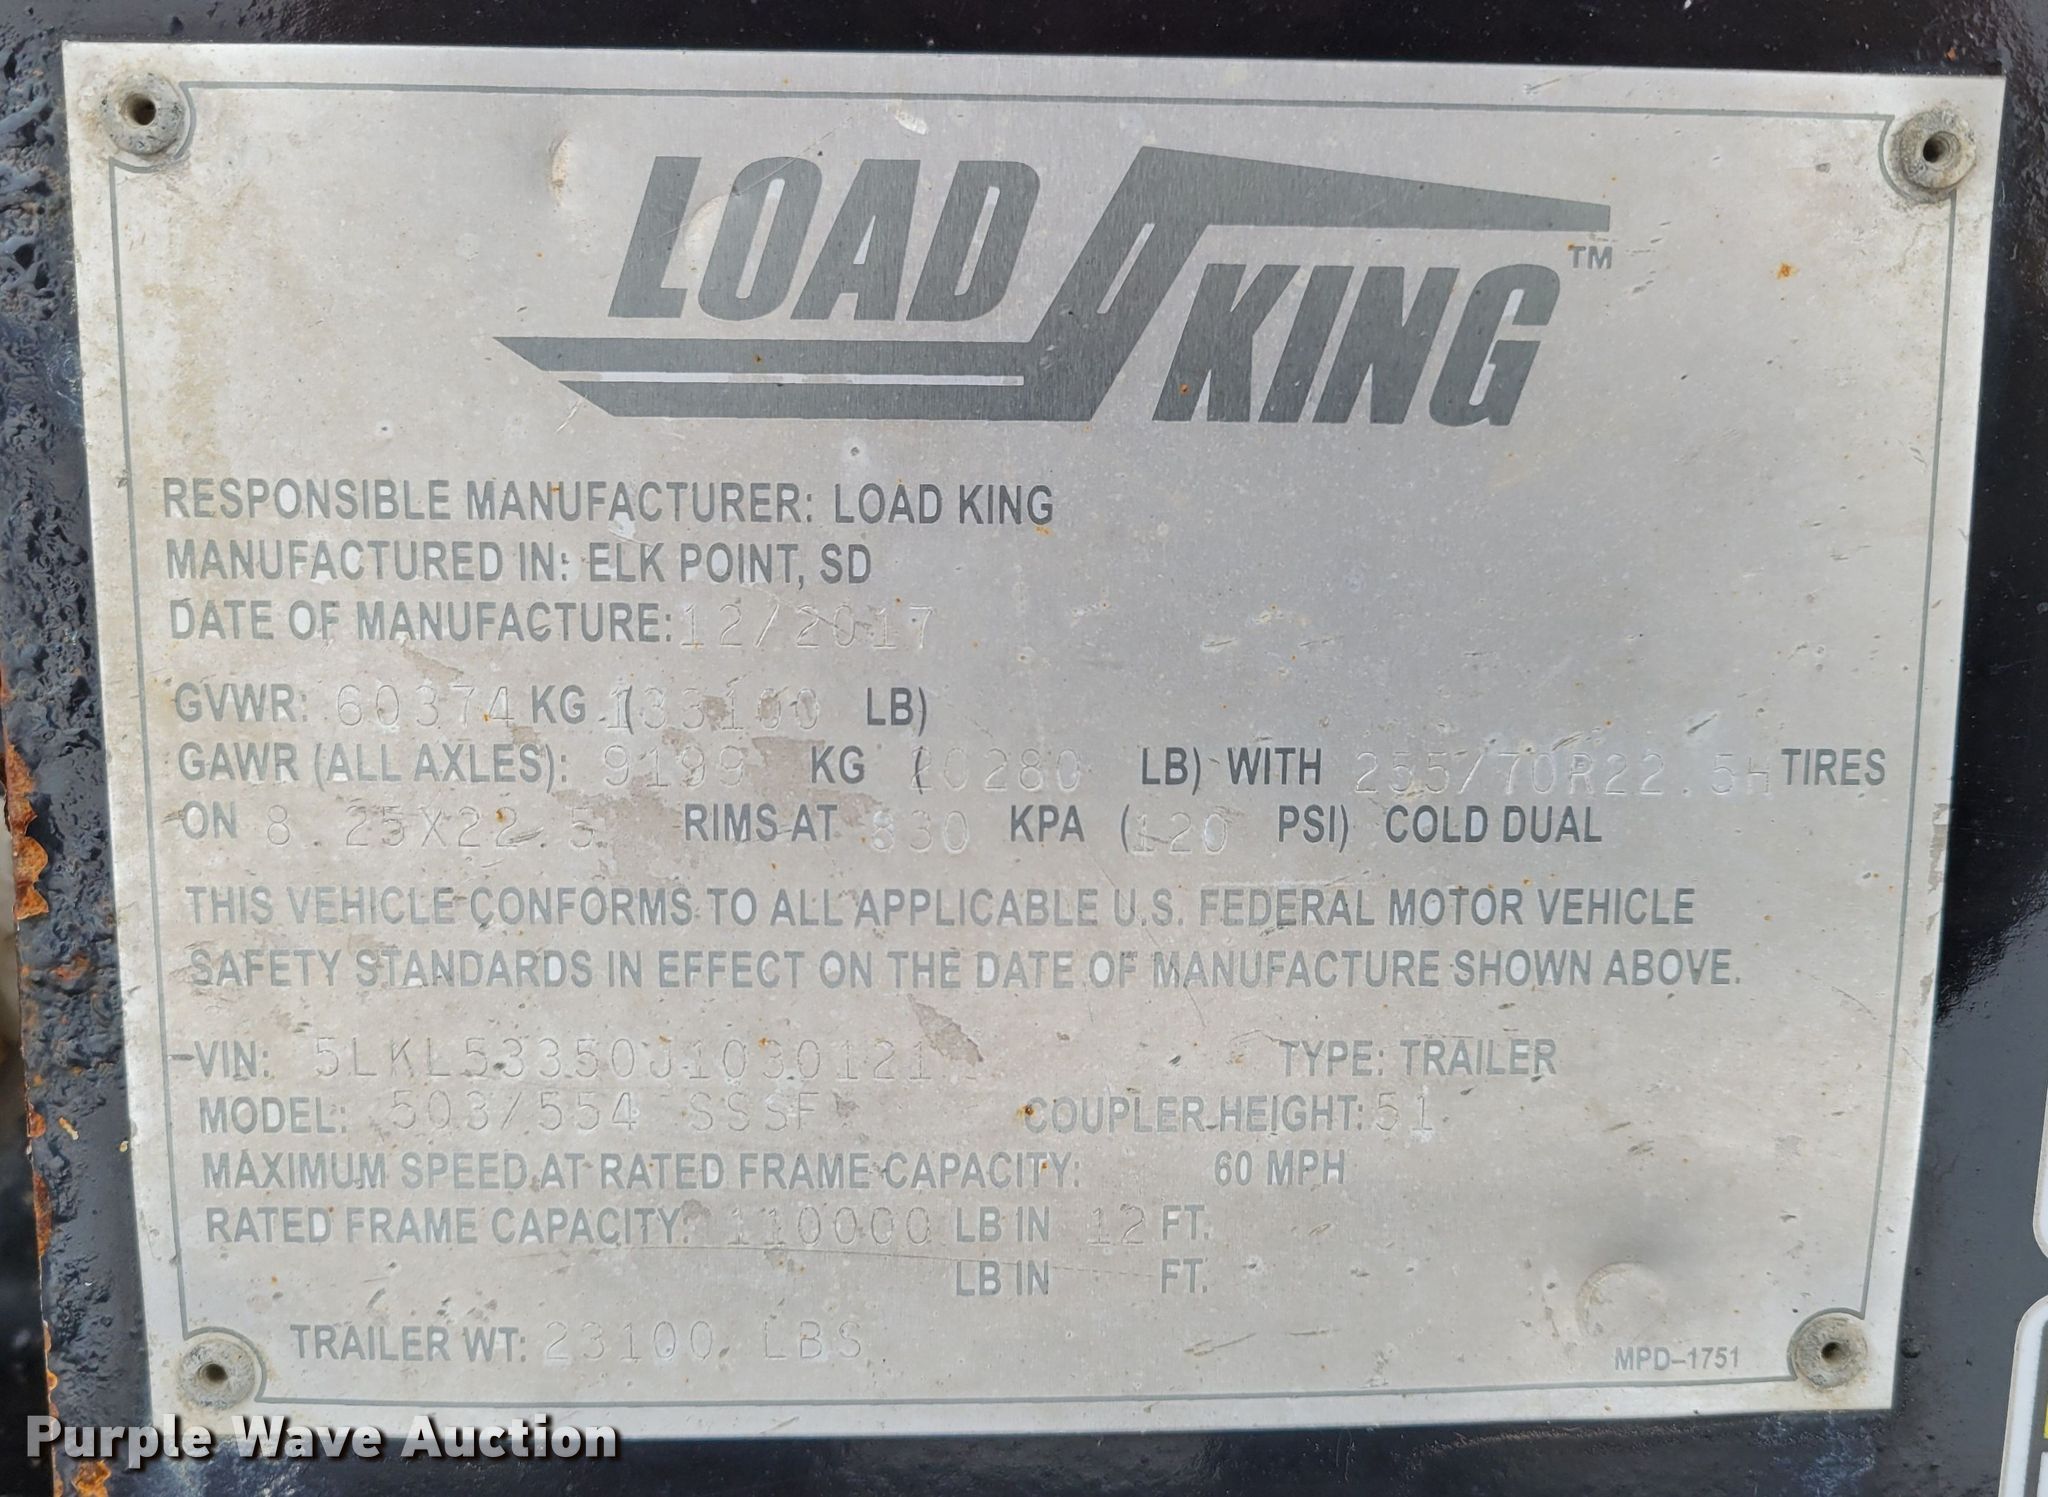 LOAD KING™
RESPONSIBLE MANUFACTURER: LOAD KING
MANUFACTURED IN: ELK POINT, SD
DATE OF MANUFACTURE: 12/2017
GVWR: 60374 KG (133100 LB)
GAWR (ALL AXLES): 9199 KG (20280 LB) WITH 255/70R22.5H TIRES
ON 8.25X22.5 RIMS AT 830 KPA (120 PSI) COLD DUAL
THIS VEHICLE CONFORMS TO ALL APPLICABLE U.S. FEDERAL MOTOR VEHICLE
SAFETY STANDARDS IN EFFECT ON THE DATE OF MANUFACTURE SHOWN ABOVE.
VIN: 5LKL53350J1030121 TYPE: TRAILER
MODEL: 503/554 SSSF COUPLER HEIGHT: 51
MAXIMUM SPEED AT RATED FRAME CAPACITY: 60 MPH
RATED FRAME CAPACITY: 110000 LB IN 12 FT.
LB IN FT.
TRAILER WT: 23100 LBS
MPD-1751
Purple Wave Auction